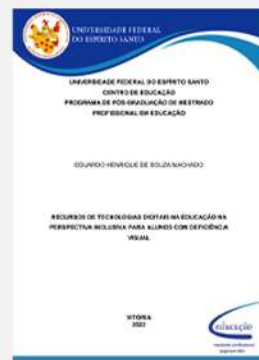 UNIVERSIDADE FEDERAL
DO ESPÍRITO SANTO
UNIVERSIDADE FEDERAL DO ESPÍRITO SANTO
CENTRO DE EDUCAÇÃO
PROGRAMA DE PÓS-GRADUAÇÃO DE MESTRADO
PROFISSIONAL EM EDUCAÇÃO
EDUARDO HENRIQUE DE SOUZA MACHADO
RECURSOS DE TECNOLOGIAS DIGITAIS NA EDUCAÇÃO NA
PERSPECTIVA INCLUSIVA PARA ALUNOS COM DEFICIÊNCIA
VISUAL
VITÓRIA
2022
educação
mestrado profissional